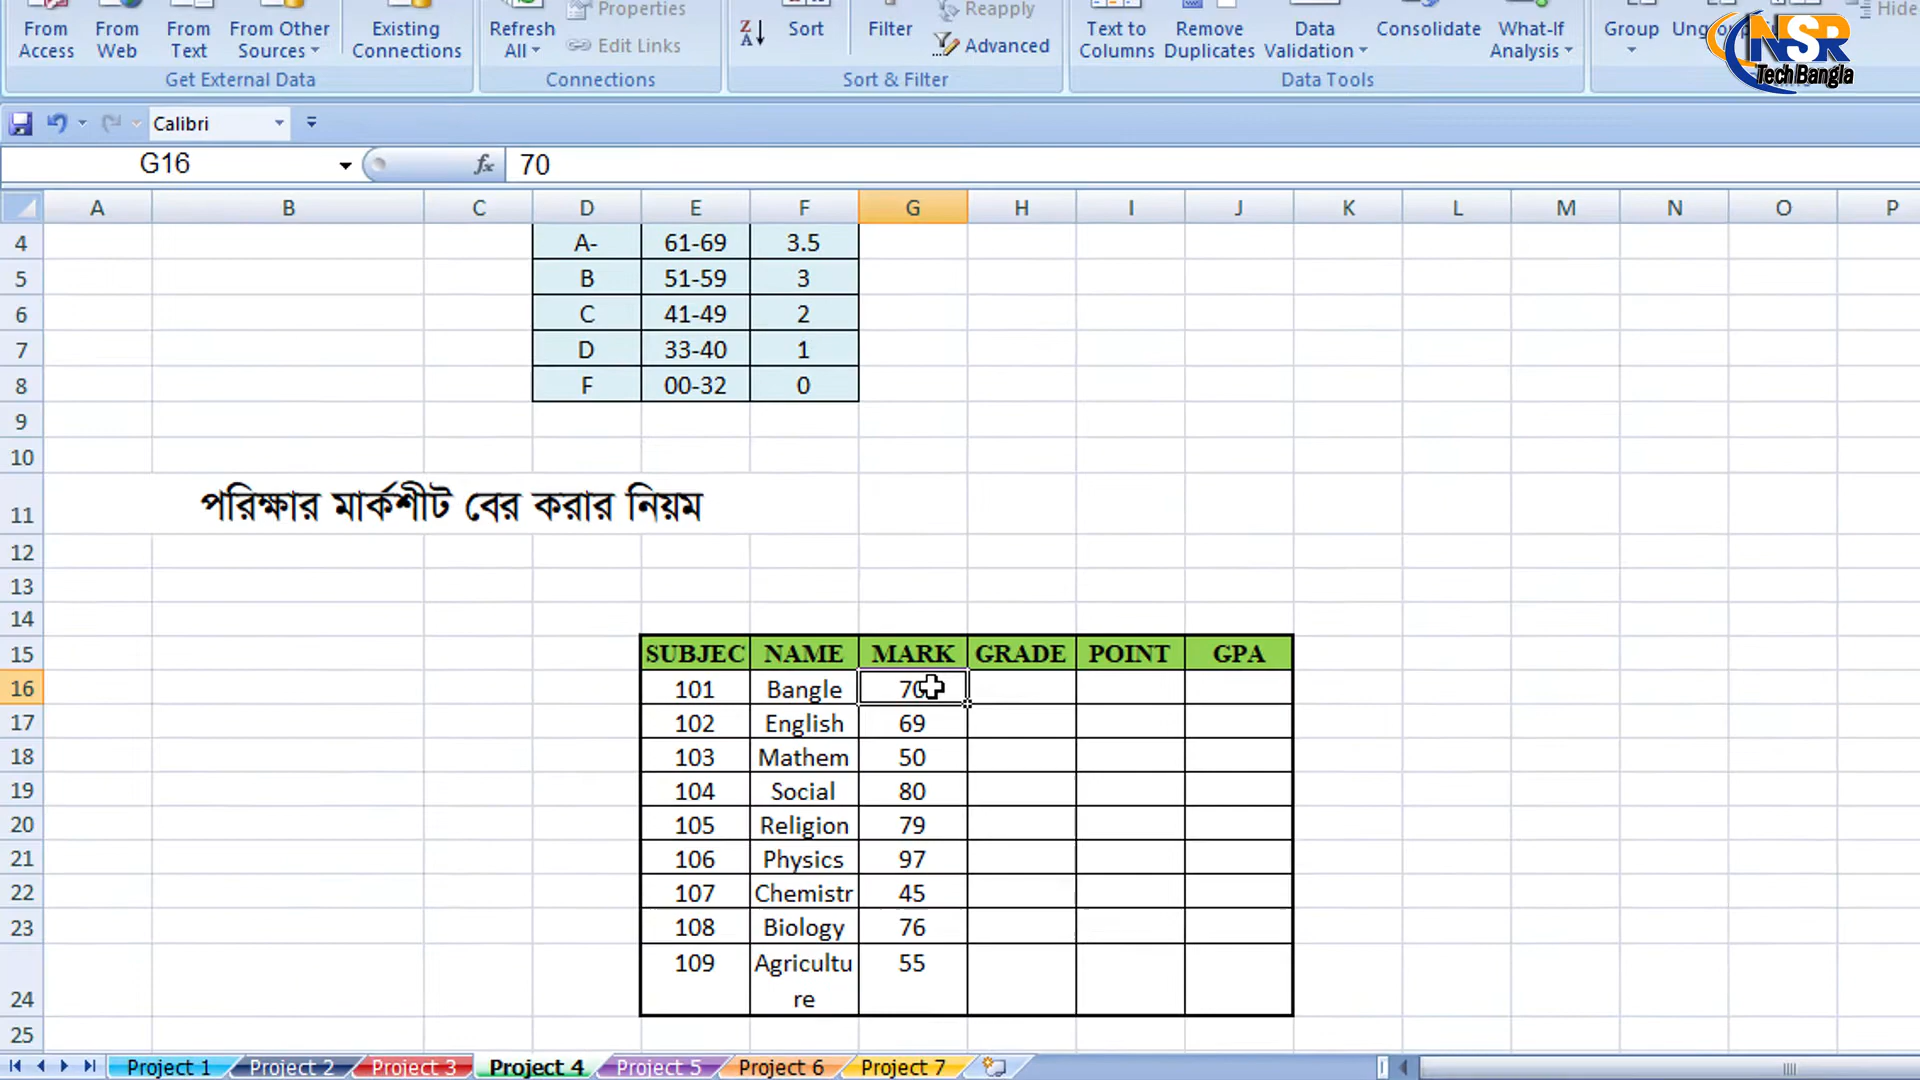 Properties
Reapply
Hide
From Access
From Web
From Text
From Other Sources
Existing Connections
Refresh All
Edit Links
Sort
Filter
Advanced
Text to Columns
Remove Duplicates
Data Validation
Consolidate
What-If Analysis
Group
NSR
TechBangla
Get External Data
Connections
Sort & Filter
Data Tools
Calibri
G16
fx 70
A B C D E F G H I J K L M N O P
4 A- 61-69 3.5
5 B 51-59 3
6 C 41-49 2
7 D 33-40 1
8 F 00-32 0
9
10
11 পরিক্ষার মার্কশীট বের করার নিয়ম
12
13
14
15 SUBJEC NAME MARK GRADE POINT GPA
16 101 Bangle 70
17 102 English 69
18 103 Mathem 50
19 104 Social 80
20 105 Religion 79
21 106 Physics 97
22 107 Chemistr 45
23 108 Biology 76
24 109 Agricultu re 55
25
Project 1 Project 2 Project 3 Project 4 Project 5 Project 6 Project 7